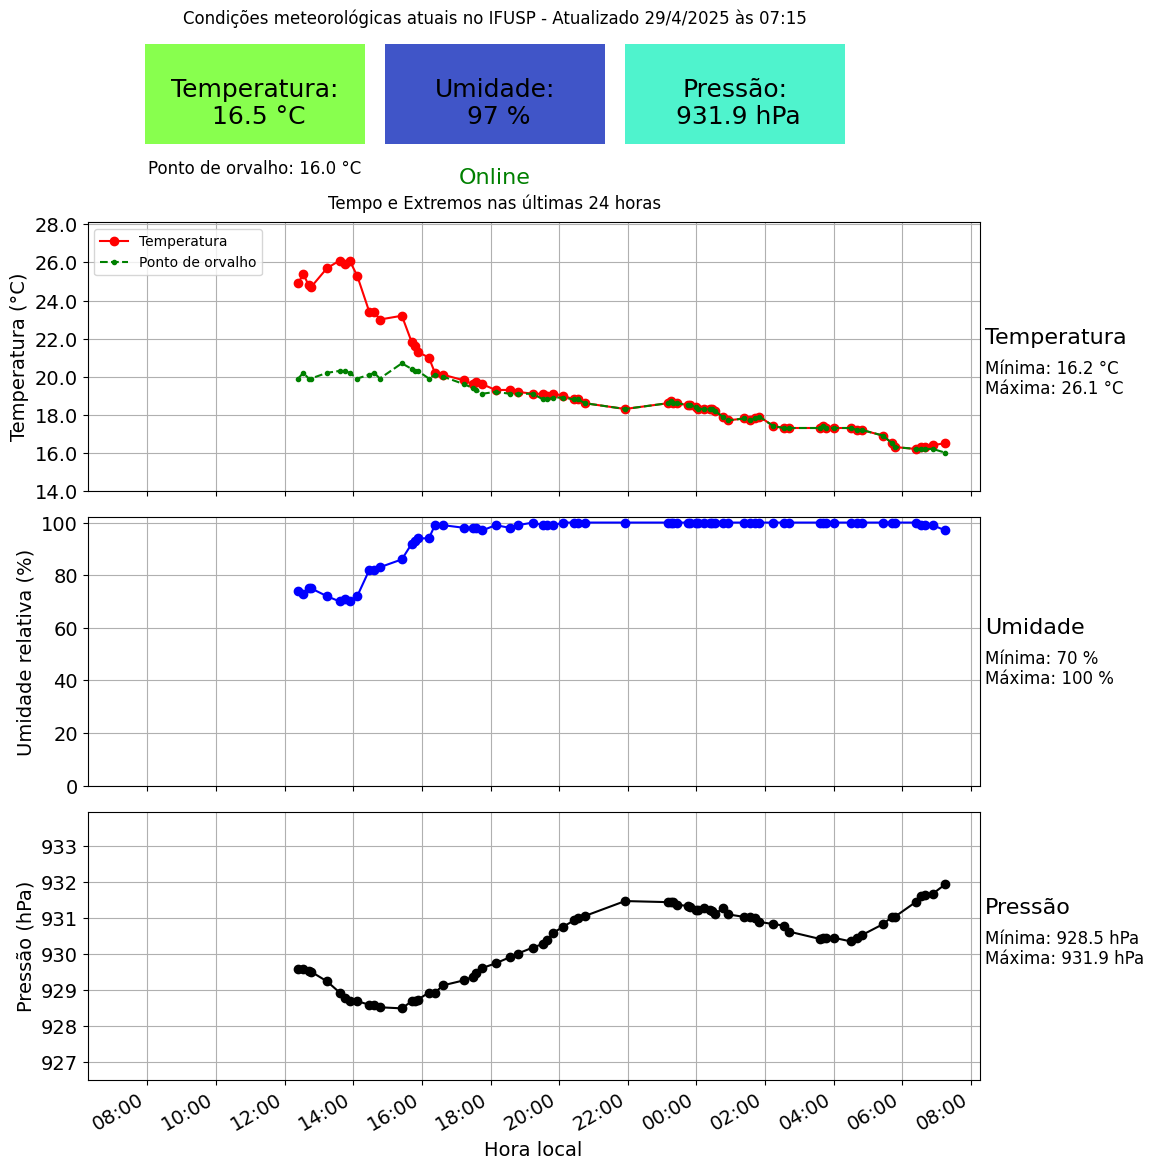 Condições meteorológicas atuais no IFUSP - Atualizado 29/4/2025 às 07:15
Temperatura:
16.5 °C
Umidade:
97 %
Pressão:
931.9 hPa
Ponto de orvalho: 16.0 °C
Online
Tempo e Extremos nas últimas 24 horas
Temperatura (°C)
28.0
26.0
24.0
22.0
20.0
18.0
16.0
14.0
Temperatura
Ponto de orvalho
Temperatura
Mínima: 16.2 °C
Máxima: 26.1 °C
Umidade relativa (%)
100
80
60
40
20
0
Umidade
Mínima: 70 %
Máxima: 100 %
Pressão (hPa)
933
932
931
930
929
928
927
Pressão
Mínima: 928.5 hPa
Máxima: 931.9 hPa
08:00 10:00 12:00 14:00 16:00 18:00 20:00 22:00 00:00 02:00 04:00 06:00 08:00
Hora local